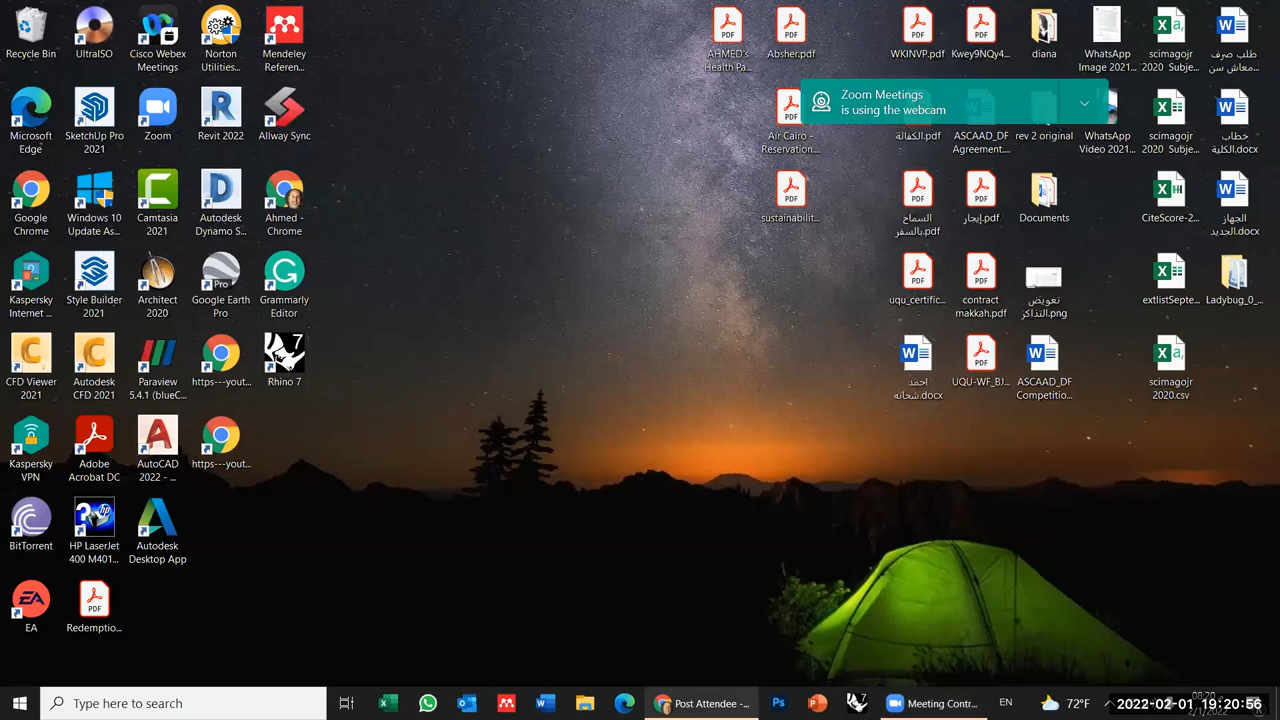 Recycle Bin
UltraISO
Cisco Webex
Meetings
Norton
Utilities...
Mendeley
Referen...
AHMED's
Health Pa...
Absher.pdf
WKINVP.pdf
Kwey9NQy4...
diana
WhatsApp
Image 2021...
scimagojr
2020 Subje...
طلب صرف
معاش سن...
Zoom Meetings
is using the webcam
Microsoft
Edge
SketchUp Pro
2021
Zoom
Revit 2022
Allway Sync
Air Cairo -
Reservation....
الكفالة.pdf
ASCAAD_DF
Agreement...
rev 2 original
WhatsApp
Video 2021...
scimagojr
2020 Subje...
خطاب
الكلية.docx
Google
Chrome
Windows 10
Update As...
Camtasia
2021
Autodesk
Dynamo S...
Ahmed -
Chrome
sustainabilit...
السماح
بالسفر.pdf
إيجار.pdf
Documents
CiteScore-2...
الجهاز
الجديد.docx
Kaspersky
Internet ...
Style Builder
2021
Architect
2020
Google Earth
Pro
Grammarly
Editor
uqu_certific...
contract
makkah.pdf
تعويض
التذاكر.png
extlistSepte...
Ladybug_0_...
CFD Viewer
2021
Autodesk
CFD 2021
Paraview
5.4.1 (blueC...
https---yout...
7
Rhino 7
احمد
شحاته.docx
UQU-WF_BJ...
ASCAAD_DF
Competitio...
scimagojr
2020.csv
Kaspersky
VPN
Adobe
Acrobat DC
AutoCAD
2022 - ...
https---yout...
BitTorrent
HP LaserJet
400 M401...
Autodesk
Desktop App
EA
Redemptio...
Type here to search
Post Attendee -...
Meeting Contr...
EN
72°F
2022-02-01 19:20:56